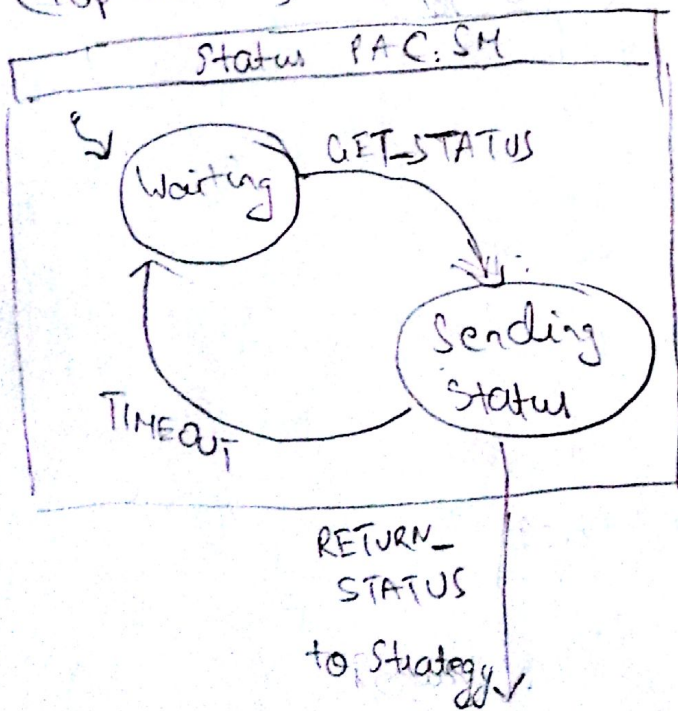 Status PAC:SM
Waiting
GET_STATUS
Sending
Status
TIMEOUT
RETURN_
STATUS
to Strategy